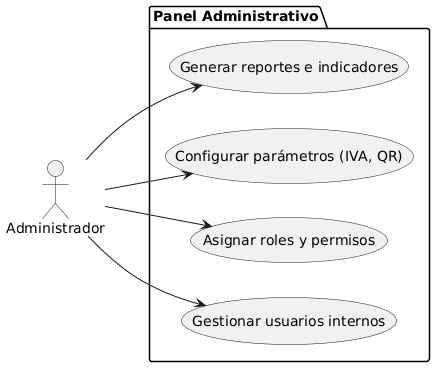 Panel Administrativo
Generar reportes e indicadores
Configurar parámetros (IVA, QR)
Administrador
Asignar roles y permisos
Gestionar usuarios internos